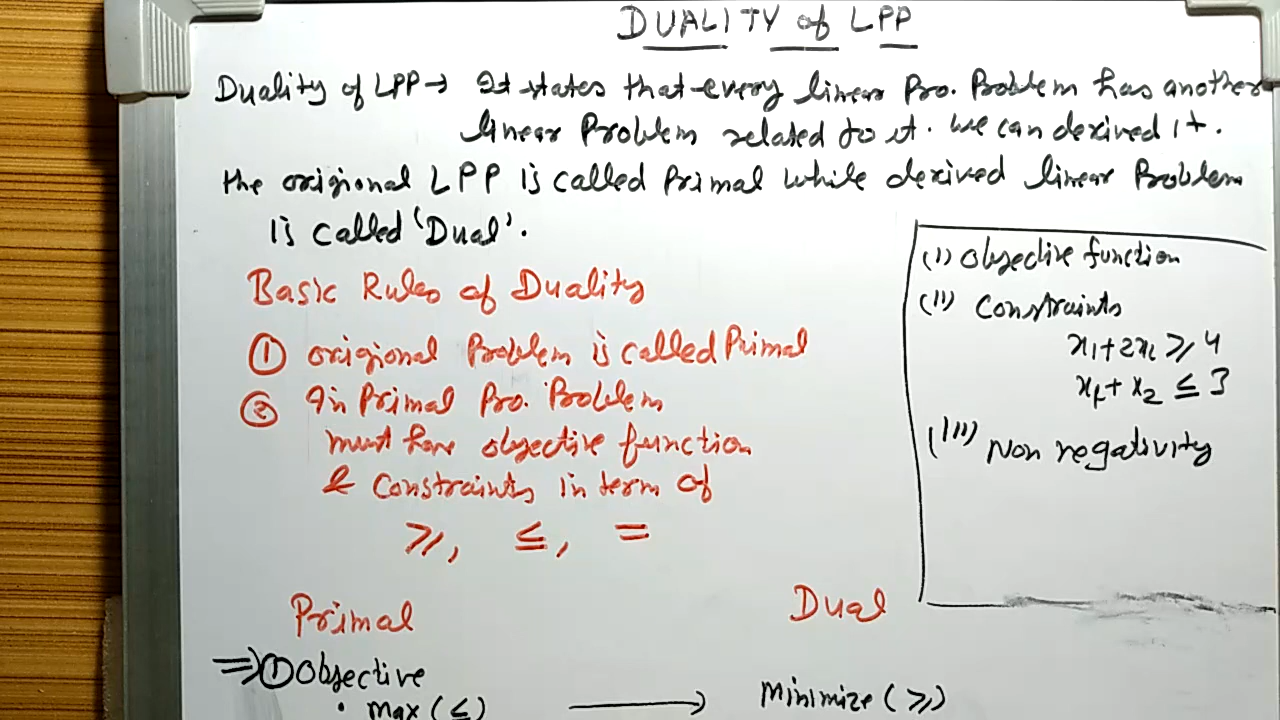 DUALITY of LPP
Duality of LPP → It states that every linear Pro. Problem has another
linear Problem related to it. We can derived it.
the origional LPP is called Primal while derived linear Problem
is called 'Dual'.
Basic Rules of Duality
① origional Problem is called Primal
② In Primal Pro. Problem
must have objective function
& Constraints in term of
≥, ≤, =
(I) Objective function
(II) Constraints
x1+2x2 ≥ 4
x1+x2 ≤ 3
(III) Non negativity
Primal Dual
⇒ ① Objective
• Max (≤) → Minimize (≥)